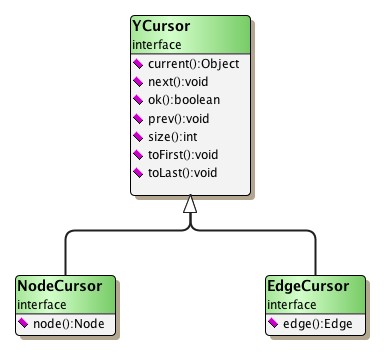 YCursor
interface
current():Object
next():void
ok():boolean
prev():void
size():int
toFirst():void
toLast():void
NodeCursor
interface
node():Node
EdgeCursor
interface
edge():Edge